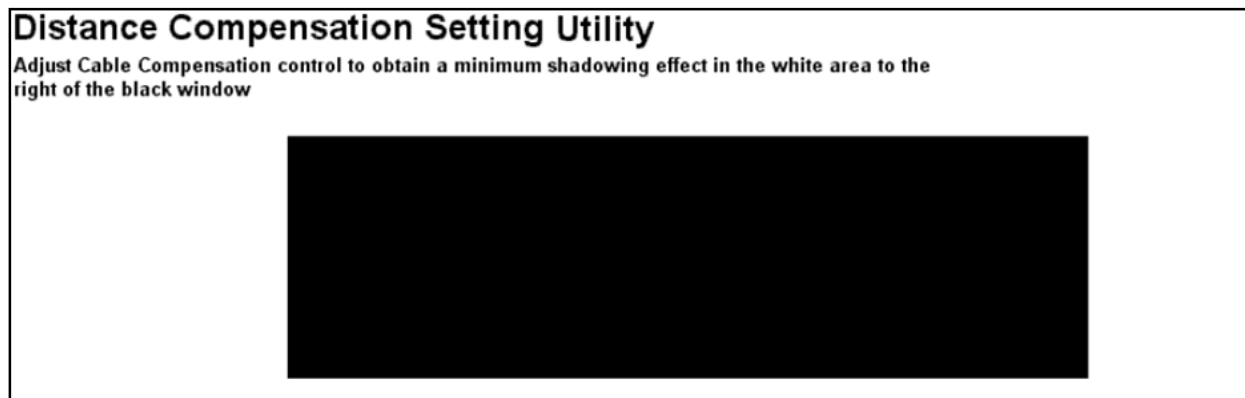 Distance Compensation Setting Utility
Adjust Cable Compensation control to obtain a minimum shadowing effect in the white area to the
right of the black window